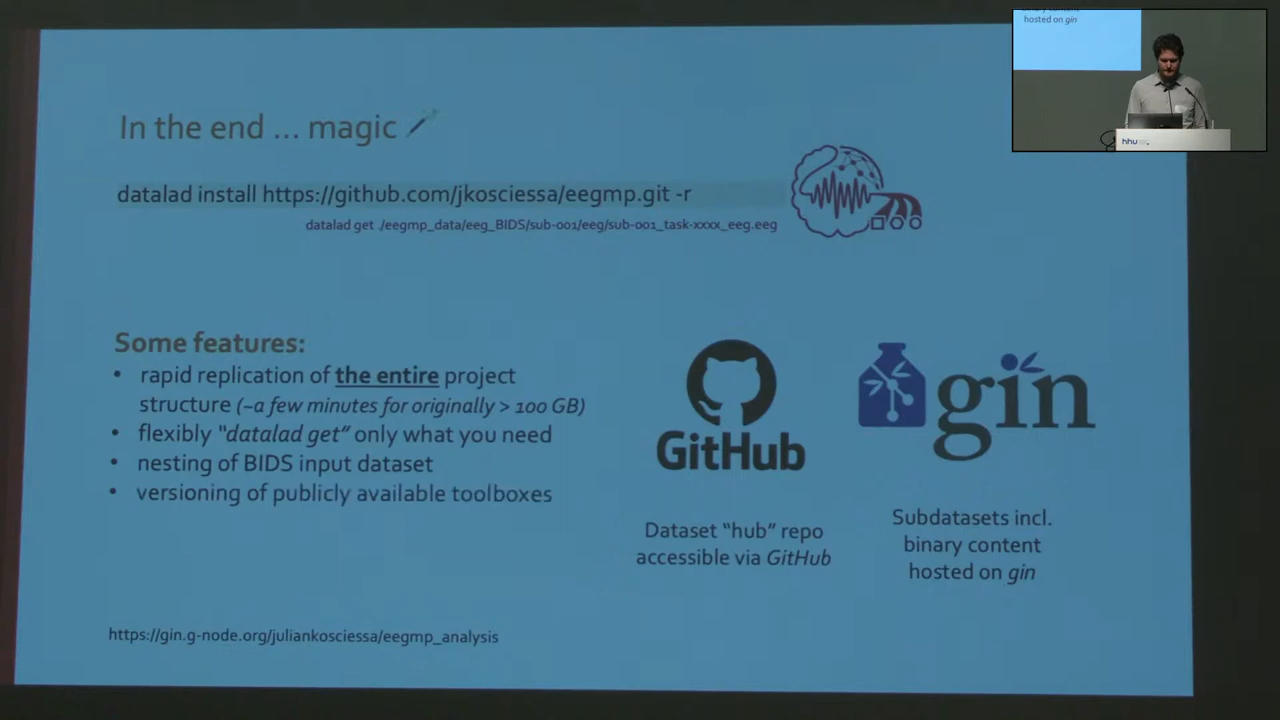 hosted on gin
hhu
In the end ... magic
datalad install https://github.com/jkosciessa/eegmp.git -r
datalad get ./eegmp_data/eeg_BIDS/sub-001/eeg/sub-001_task-xxxx_eeg.eeg
Some features:
• rapid replication of the entire project
structure (~a few minutes for originally > 100 GB)
• flexibly "datalad get" only what you need
• nesting of BIDS input dataset
• versioning of publicly available toolboxes
GitHub
gin
Dataset "hub" repo
accessible via GitHub
Subdatasets incl.
binary content
hosted on gin
https://gin.g-node.org/juliankosciessa/eegmp_analysis